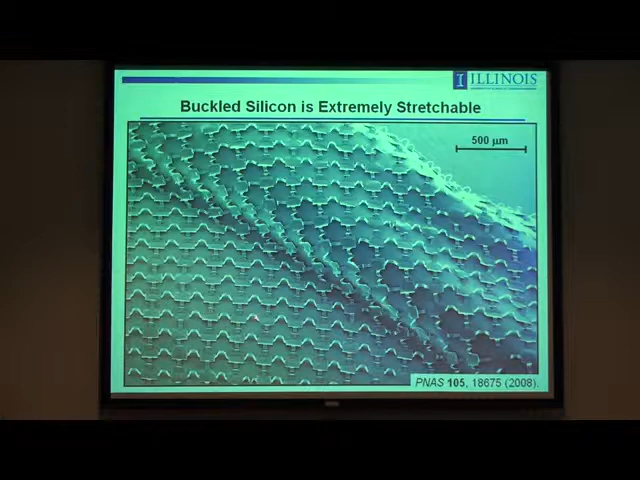 I ILLINOIS
Buckled Silicon is Extremely Stretchable
500 μm
PNAS 105, 18675 (2008).